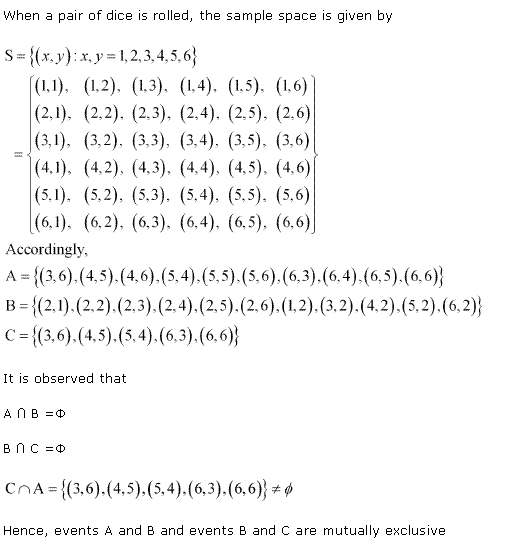 When a pair of dice is rolled, the sample space is given by
S = {(x, y) : x, y = 1, 2, 3, 4, 5, 6}
= {(1,1), (1,2), (1,3), (1,4), (1,5), (1,6)
(2,1), (2,2), (2,3), (2,4), (2,5), (2,6)
(3,1), (3,2), (3,3), (3,4), (3,5), (3,6)
(4,1), (4,2), (4,3), (4,4), (4,5), (4,6)
(5,1), (5,2), (5,3), (5,4), (5,5), (5,6)
(6,1), (6,2), (6,3), (6,4), (6,5), (6,6)}
Accordingly,
A = {(3,6),(4,5),(4,6),(5,4),(5,5),(5,6),(6,3),(6,4),(6,5),(6,6)}
B = {(2,1),(2,2),(2,3),(2,4),(2,5),(2,6),(1,2),(3,2),(4,2),(5,2),(6,2)}
C = {(3,6),(4,5),(5,4),(6,3),(6,6)}
It is observed that
A ∩ B =Φ
B ∩ C =Φ
C∩A = {(3,6),(4,5),(5,4),(6,3),(6,6)} ≠ ϕ
Hence, events A and B and events B and C are mutually exclusive